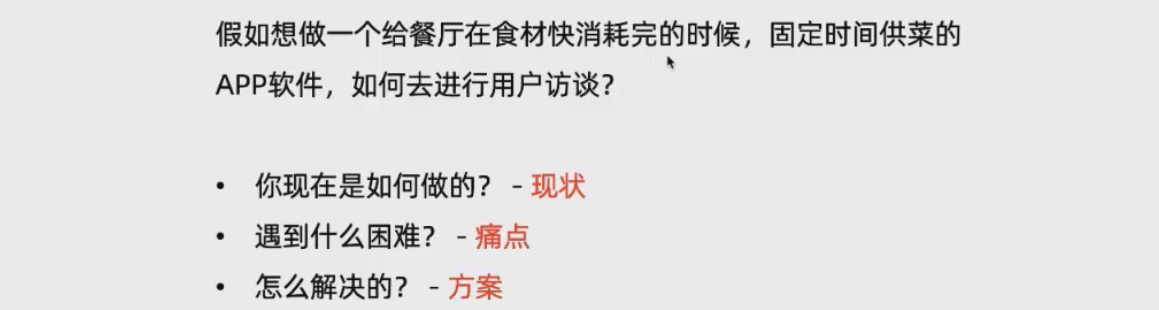 假如想做一个给餐厅在食材快消耗完的时候，固定时间供菜的
APP软件，如何去进行用户访谈？
• 你现在是如何做的？ - 现状
• 遇到什么困难？ - 痛点
• 怎么解决的？ - 方案